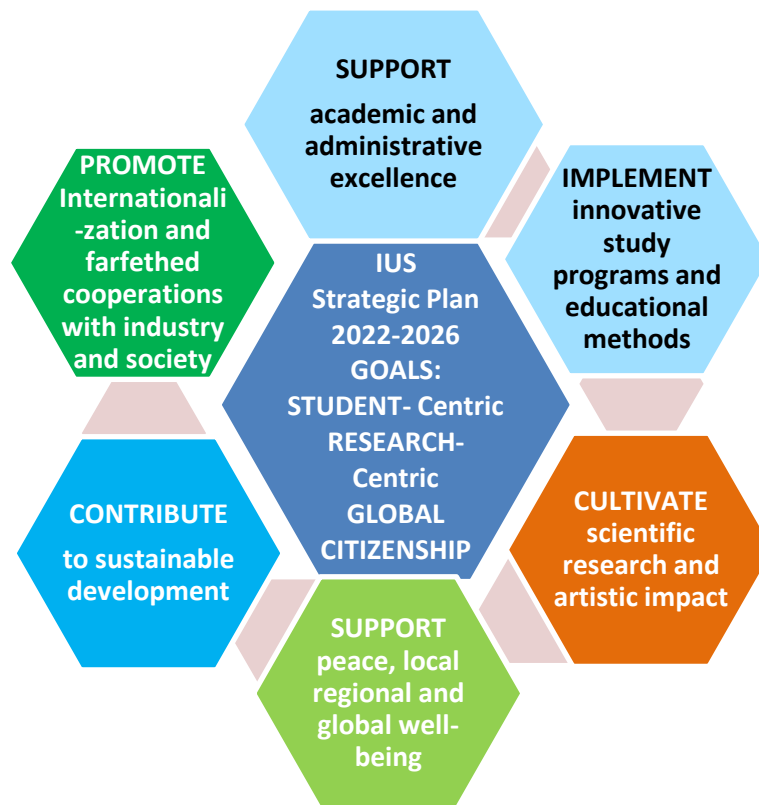 SUPPORT
academic and
administrative
excellence
IMPLEMENT
innovative
study
programs and
educational
methods
CULTIVATE
scientific
research and
artistic impact
SUPPORT
peace, local
regional and
global well-
being
CONTRIBUTE
to sustainable
development
PROMOTE
Internationali
-zation and
farfethed
cooperations
with industry
and society
IUS
Strategic Plan
2022-2026
GOALS:
STUDENT- Centric
RESEARCH-
Centric
GLOBAL
CITIZENSHIP